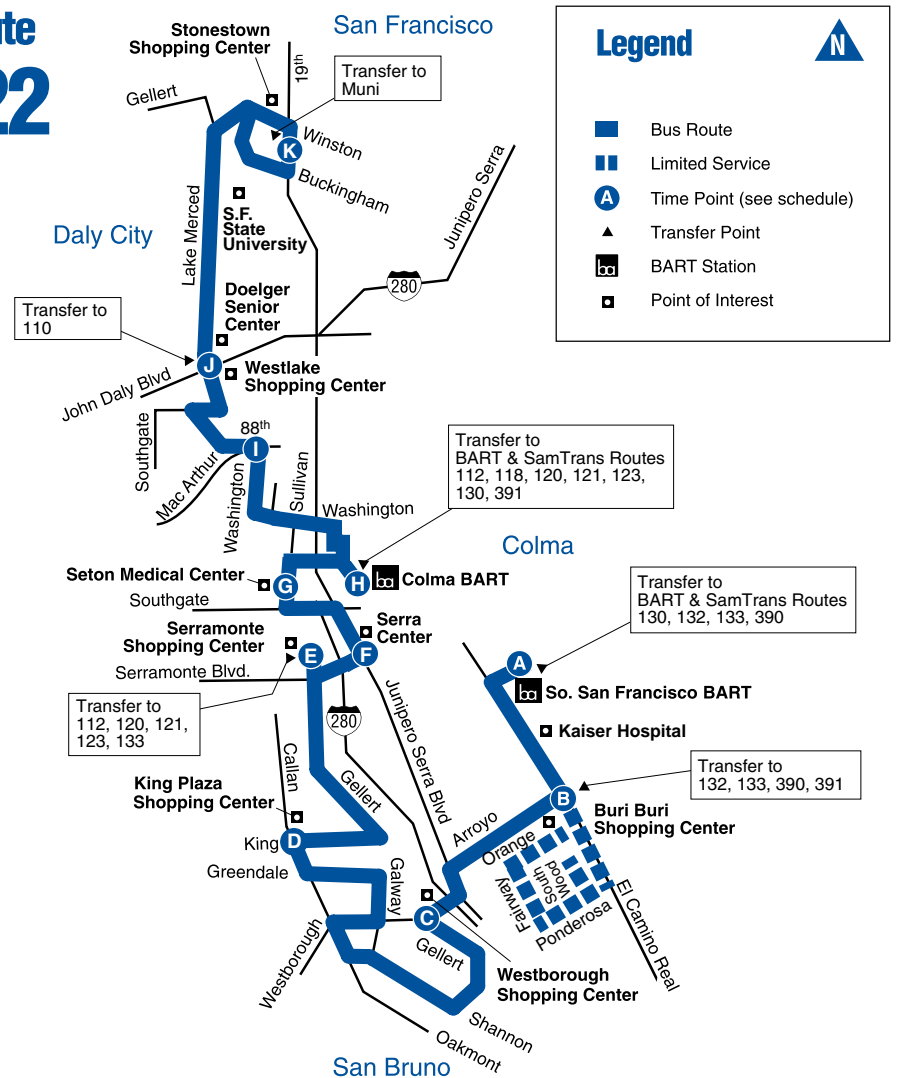 San Francisco
Stonestown
Shopping Center
19th
Transfer to
Muni
Gellert
Winston
K
Buckingham
Legend
N
Bus Route
Limited Service
A
Time Point (see schedule)
Transfer Point
ba
BART Station
Point of Interest
Junipero Serra
S.F.
State
University
Daly City
Lake Merced
280
Doelger
Senior
Center
Transfer to
110
J
Westlake
Shopping Center
John Daly Blvd
Southgate
88th
I
Mac Arthur
Washington
Sullivan
Washington
Transfer to
BART & SamTrans Routes
112, 118, 120, 121, 123,
130, 391
Colma
Seton Medical Center
G
H
ba
Colma BART
Southgate
Transfer to
BART & SamTrans Routes
130, 132, 133, 390
Serramonte
Shopping Center
E
Serra
Center
F
Serramonte Blvd.
A
ba
So. San Francisco BART
Transfer to
112, 120, 121,
123, 133
280
Junipero Serra Blvd
Kaiser Hospital
Callan
Gellert
Transfer to
132, 133, 390, 391
King Plaza
Shopping Center
B
Buri Buri
Shopping Center
Arroyo
Orange
King
D
Greendale
Galway
South
Wood
Fairway
Ponderosa
El Camino Real
C
Westborough
Gellert
Westborough
Shopping Center
Shannon
Oakmont
San Bruno